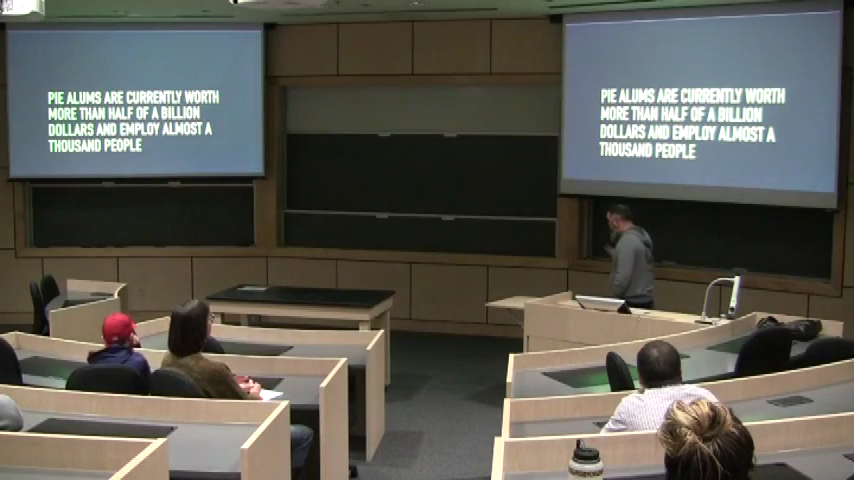 PIE ALUMS ARE CURRENTLY WORTH
MORE THAN HALF OF A BILLION
DOLLARS AND EMPLOY ALMOST A
THOUSAND PEOPLE
PIE ALUMS ARE CURRENTLY WORTH
MORE THAN HALF OF A BILLION
DOLLARS AND EMPLOY ALMOST A
THOUSAND PEOPLE